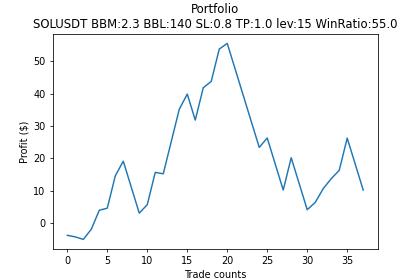 Portfolio
SOLUSDT BBM:2.3 BBL:140 SL:0.8 TP:1.0 lev:15 WinRatio:55.0
50
40
30
20
10
0
Profit ($)
0 5 10 15 20 25 30 35
Trade counts